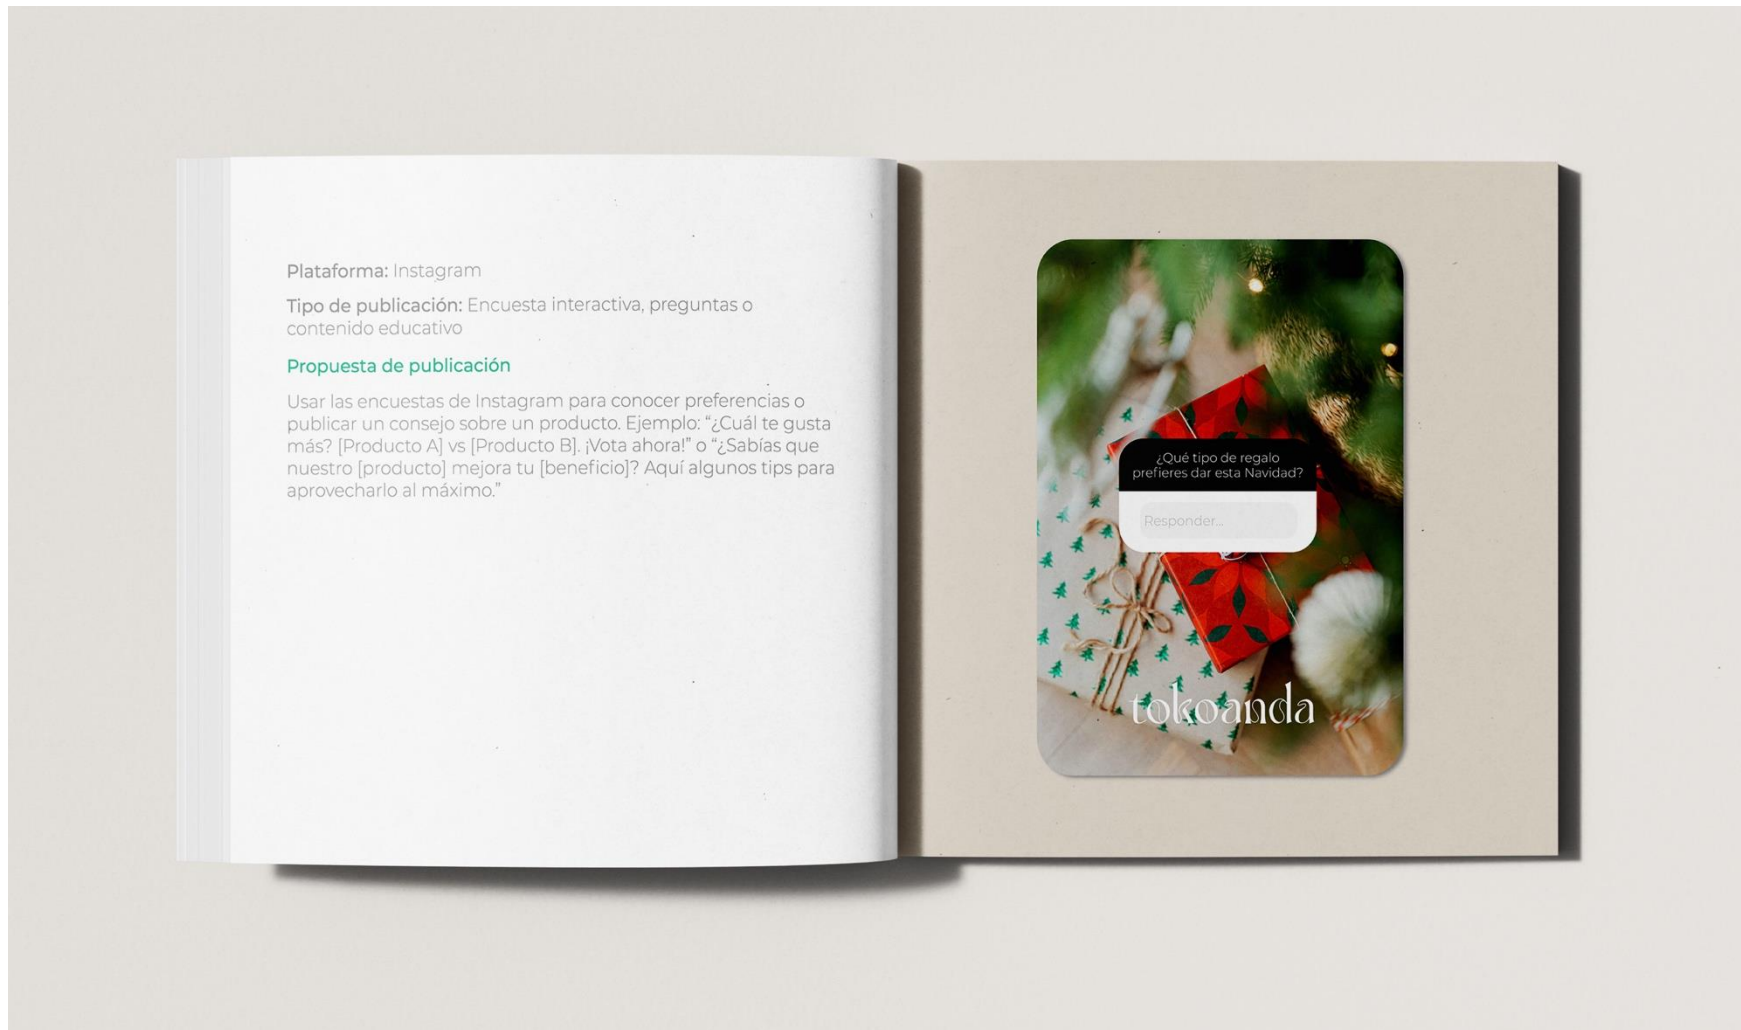 Plataforma: Instagram
Tipo de publicación: Encuesta interactiva, preguntas o
contenido educativo
Propuesta de publicación
Usar las encuestas de Instagram para conocer preferencias o
publicar un consejo sobre un producto. Ejemplo: “¿Cuál te gusta
más? [Producto A] vs [Producto B]. ¡Vota ahora!” o “¿Sabías que
nuestro [producto] mejora tu [beneficio]? Aquí algunos tips para
aprovecharlo al máximo.”
¿Qué tipo de regalo
prefieres dar esta Navidad?
Responder...
tokoanda